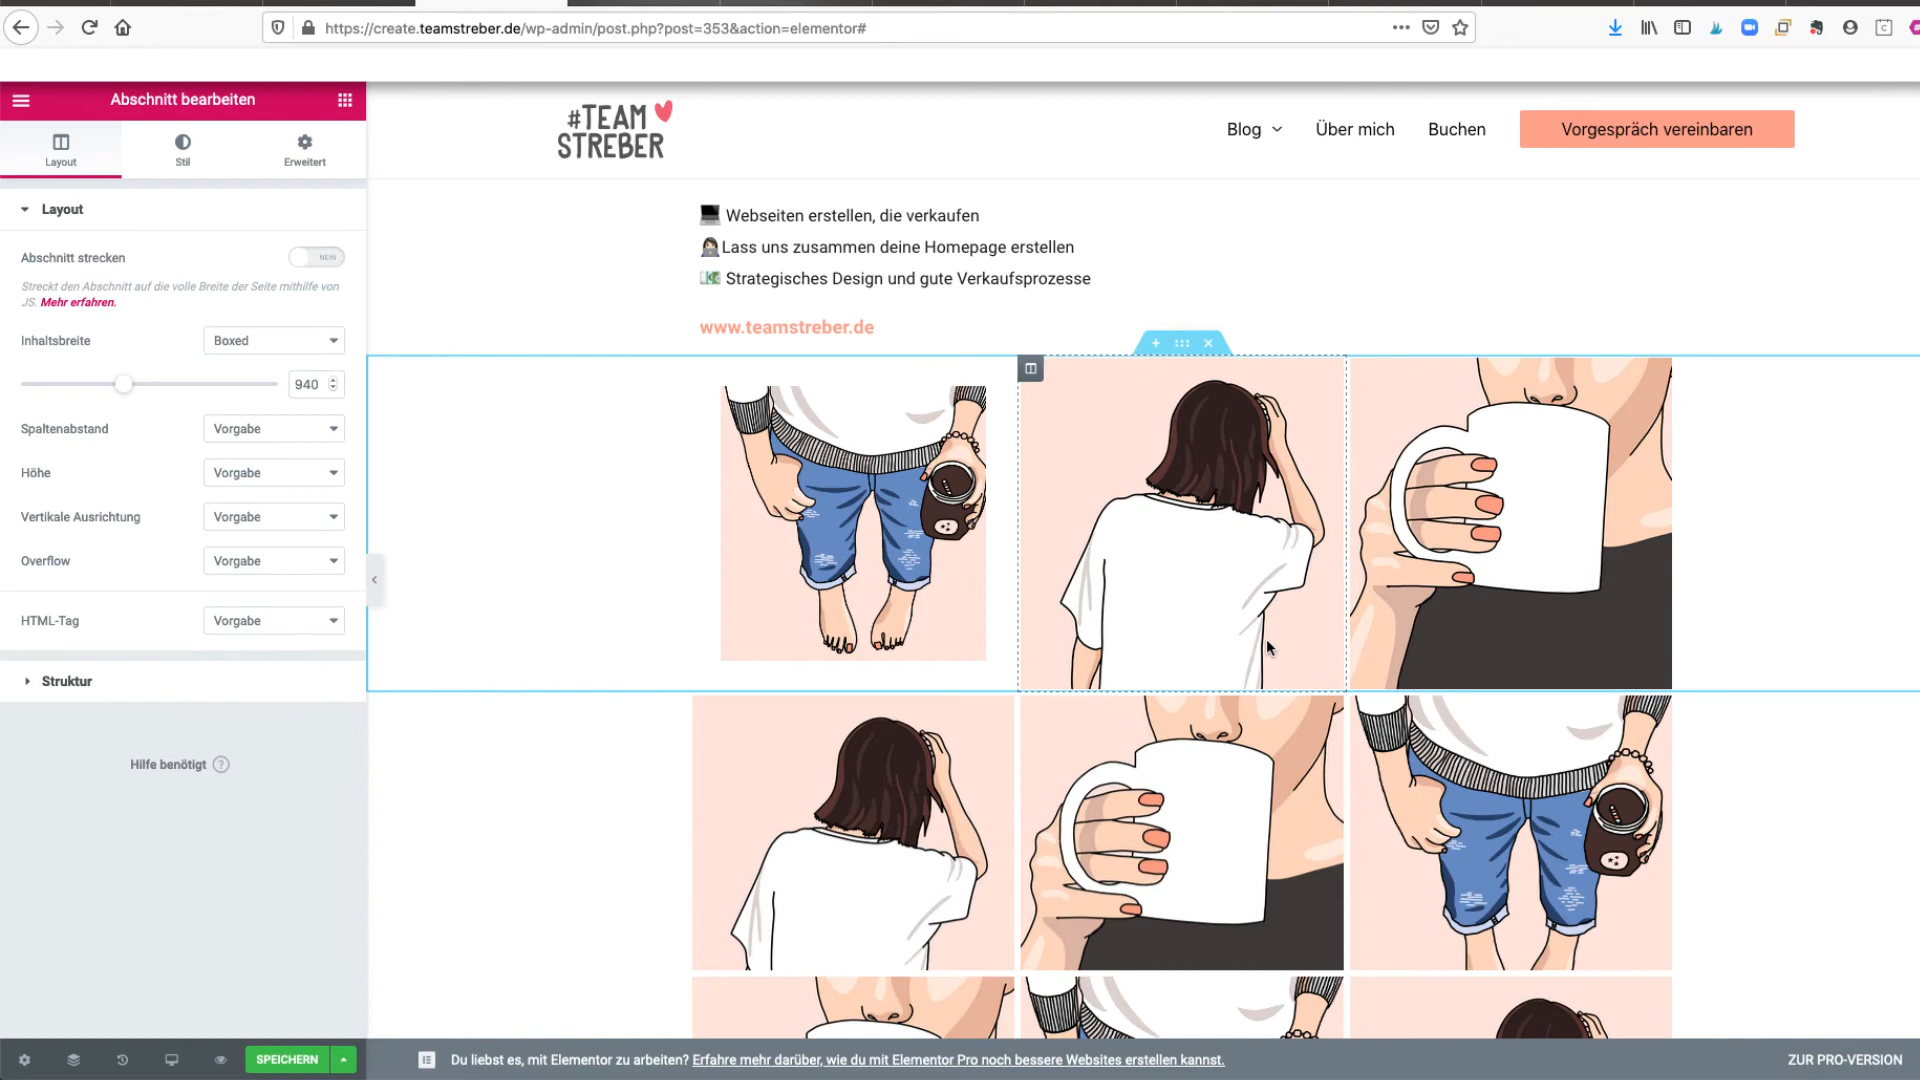 https://create.teamstreber.de/wp-admin/post.php?post=353&action=elementor#
Abschnitt bearbeiten
Layout
Stil
Erweitert
Layout
Abschnitt strecken
NEIN
Streckt den Abschnitt auf die volle Breite der Seite mithilfe von
JS. Mehr erfahren.
Inhaltsbreite
Boxed
940
Spaltenabstand
Vorgabe
Höhe
Vorgabe
Vertikale Ausrichtung
Vorgabe
Overflow
Vorgabe
HTML-Tag
Vorgabe
Struktur
Hilfe benötigt ?
SPEICHERN
#TEAM
STREBER
Blog
Über mich
Buchen
Vorgespräch vereinbaren
Webseiten erstellen, die verkaufen
Lass uns zusammen deine Homepage erstellen
Strategisches Design und gute Verkaufsprozesse
www.teamstreber.de
Du liebst es, mit Elementor zu arbeiten? Erfahre mehr darüber, wie du mit Elementor Pro noch bessere Websites erstellen kannst.
ZUR PRO-VERSION